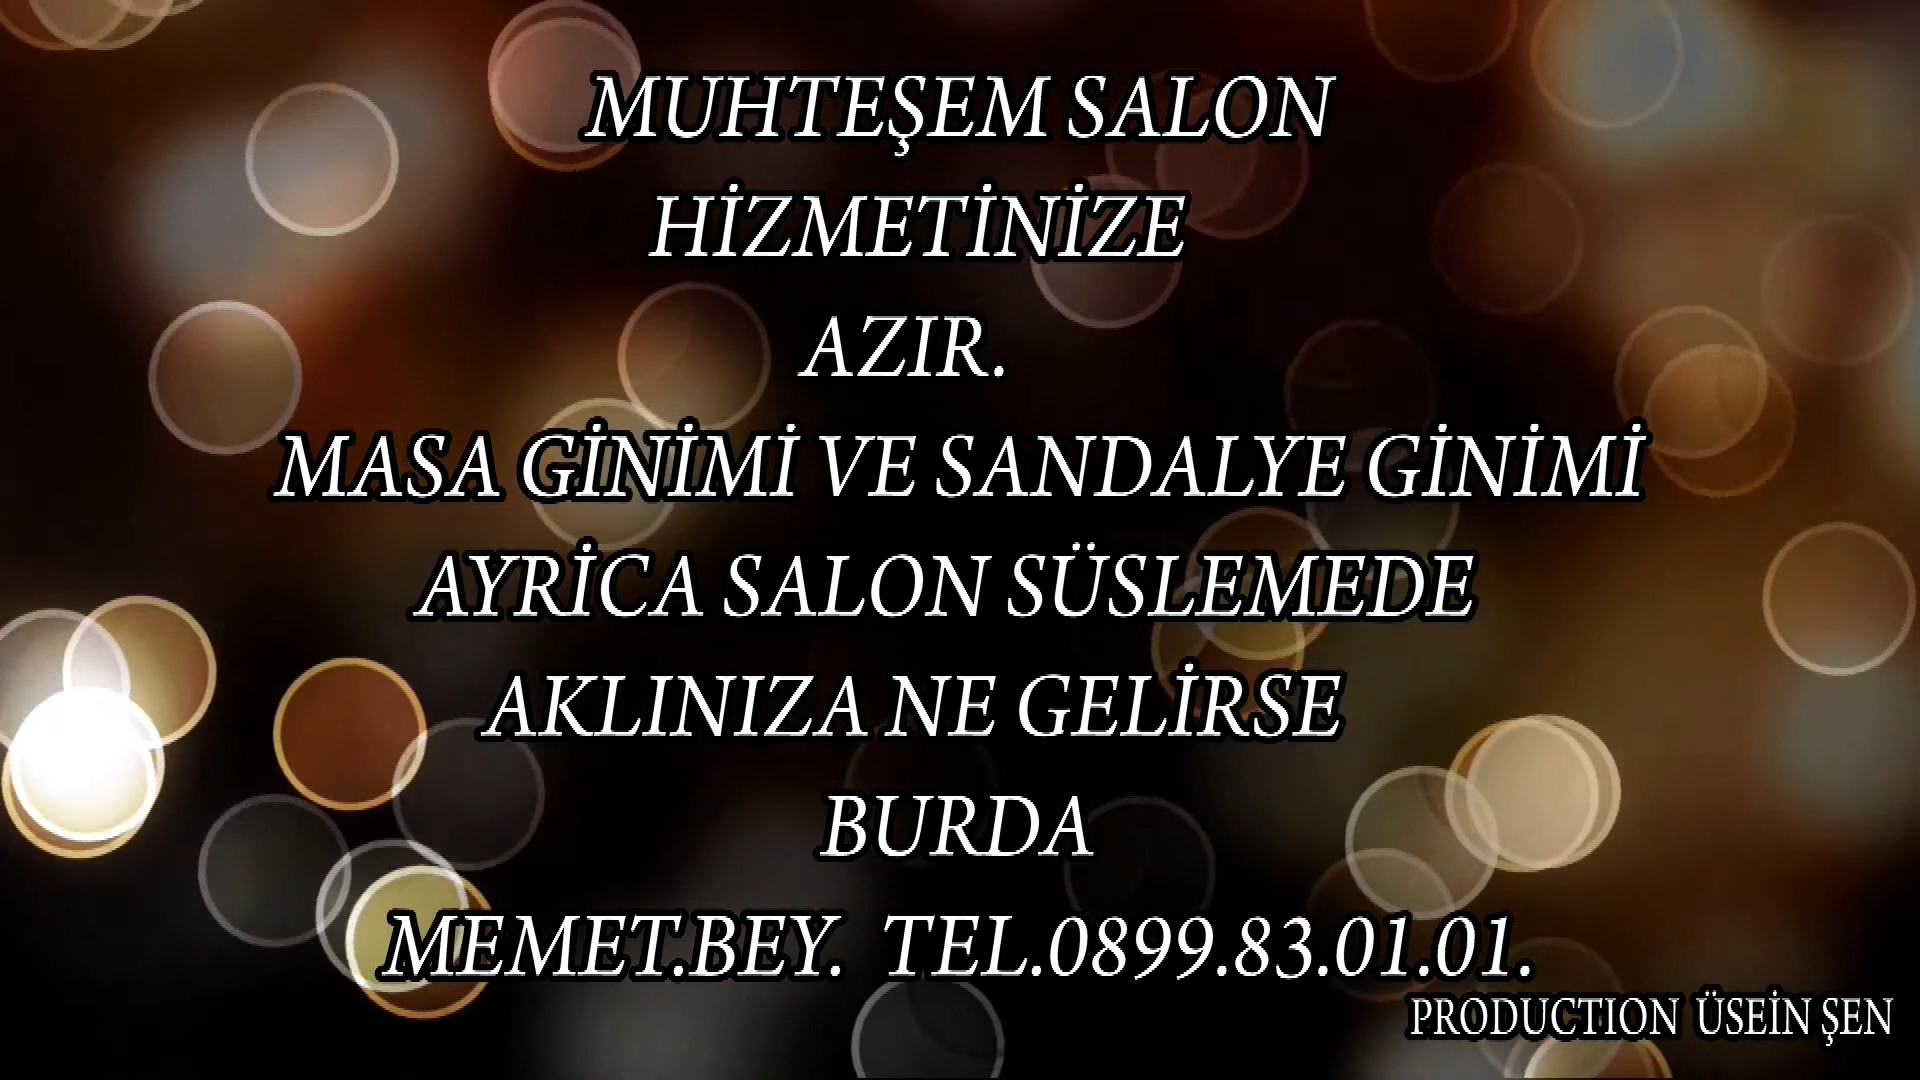 MUHTEŞEM SALON
HİZMETİNİZE
AZIR.
MASA GİNİMİ VE SANDALYE GİNİMİ
AYRİCA SALON SÜSLEMEDE
AKLINIZA NE GELİRSE
BURDA
MEMET.BEY. TEL.0899.83.01.01.
PRODUCTION ÜSEİN ŞEN